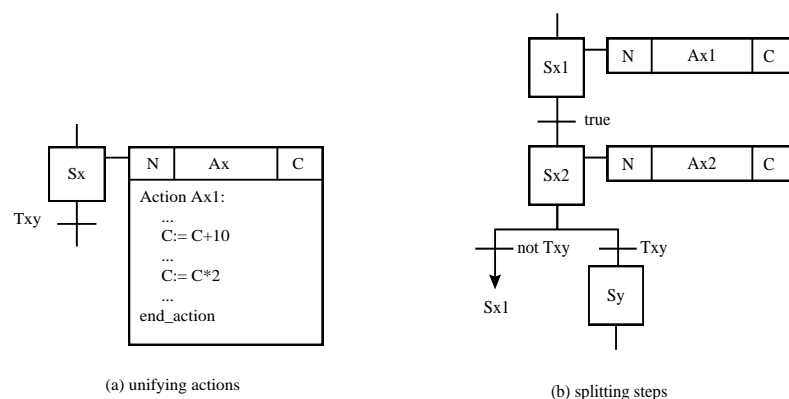 Sx
N Ax C
Txy
Action Ax1:
...
C:= C+10
...
C:= C*2
...
end_action
(a) unifying actions
Sx1
N Ax1 C
true
Sx2
N Ax2 C
not Txy
Txy
Sx1
Sy
(b) splitting steps